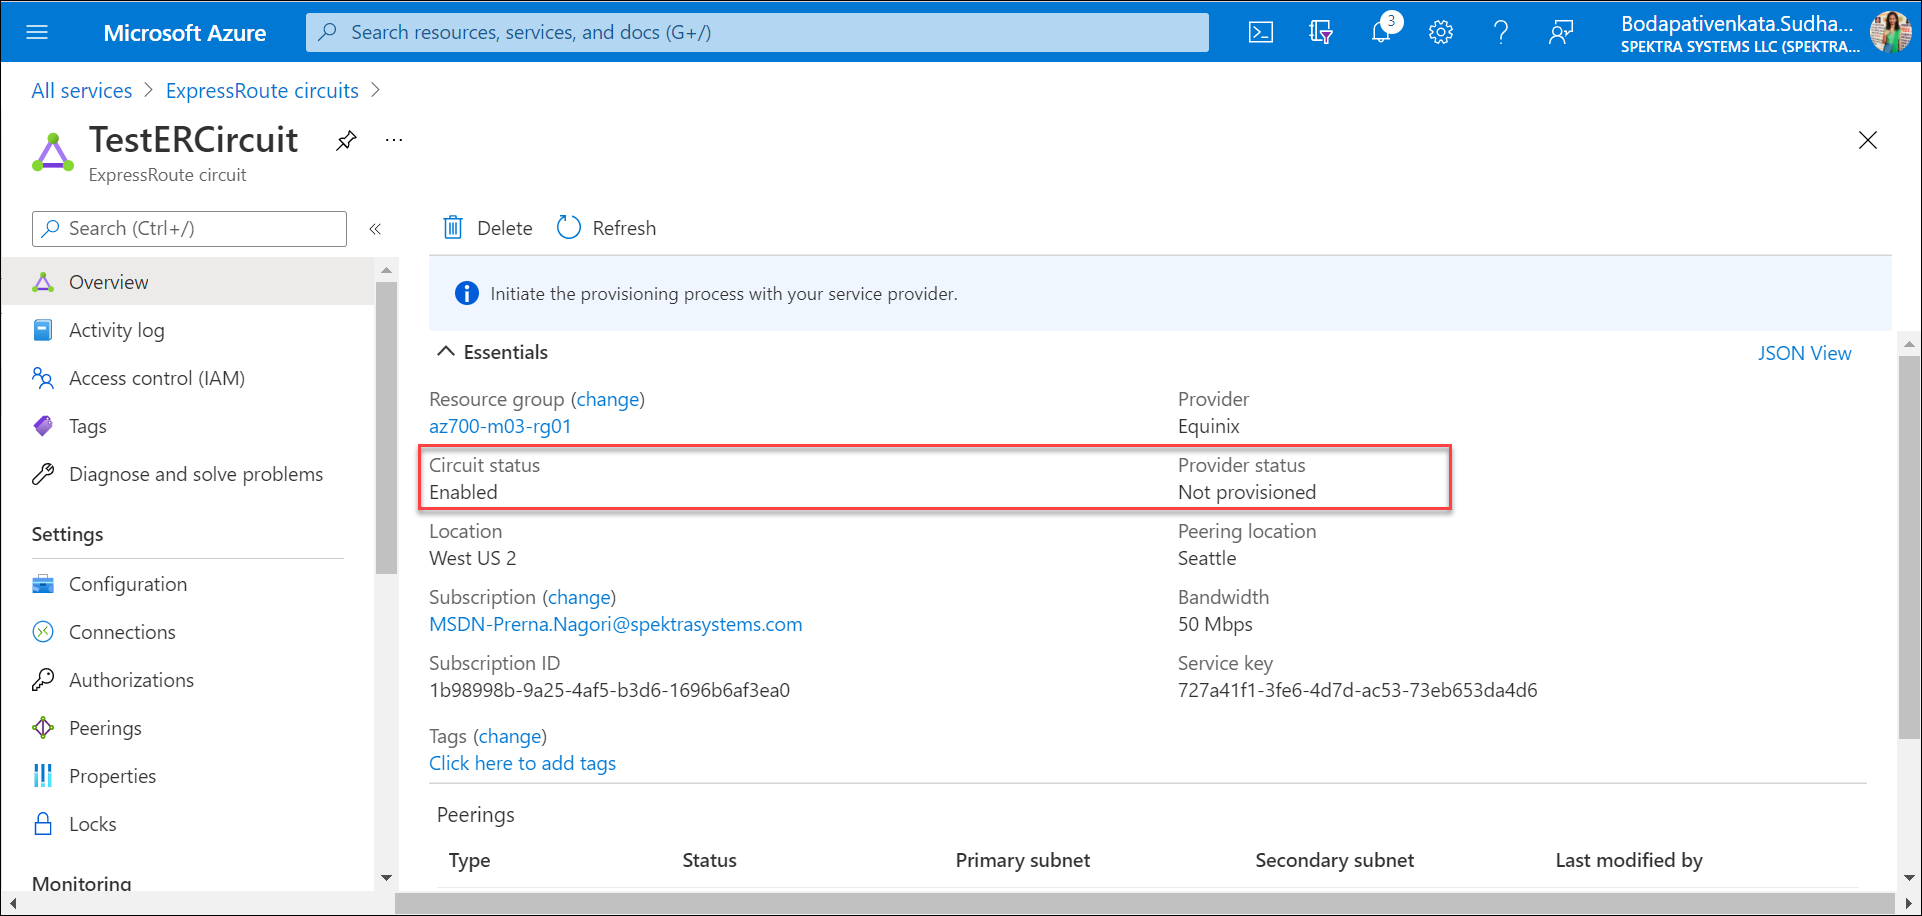 Microsoft Azure
Search resources, services, and docs (G+/)
3
Bodapativenkata.Sudha...
SPEKTRA SYSTEMS LLC (SPEKTRA...
All services > ExpressRoute circuits >
TestERCircuit
...
ExpressRoute circuit
Search (Ctrl+/)
«
Overview
Activity log
Access control (IAM)
Tags
Diagnose and solve problems
Settings
Configuration
Connections
Authorizations
Peerings
Properties
Locks
Monitoring
Delete
Refresh
Initiate the provisioning process with your service provider.
Essentials
JSON View
Resource group (change)
az700-m03-rg01
Provider
Equinix
Circuit status
Enabled
Provider status
Not provisioned
Location
West US 2
Peering location
Seattle
Subscription (change)
MSDN-Prerna.Nagori@spektrasystems.com
Bandwidth
50 Mbps
Subscription ID
1b98998b-9a25-4af5-b3d6-1696b6af3ea0
Service key
727a41f1-3fe6-4d7d-ac53-73eb653da4d6
Tags (change)
Click here to add tags
Peerings
Type Status Primary subnet Secondary subnet Last modified by